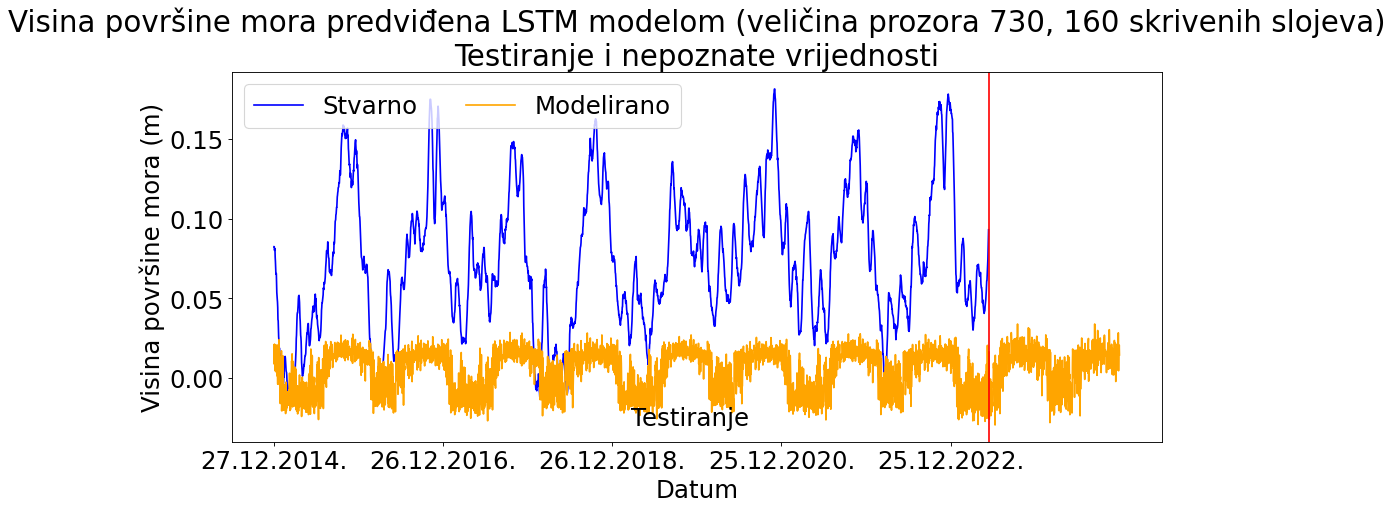 Visina površine mora predviđena LSTM modelom (veličina prozora 730, 160 skrivenih slojeva)
Testiranje i nepoznate vrijednosti
Stvarno
Modelirano
Visina površine mora (m)
0.15
0.10
0.05
0.00
Testiranje
27.12.2014.
26.12.2016.
26.12.2018.
25.12.2020.
25.12.2022.
Datum